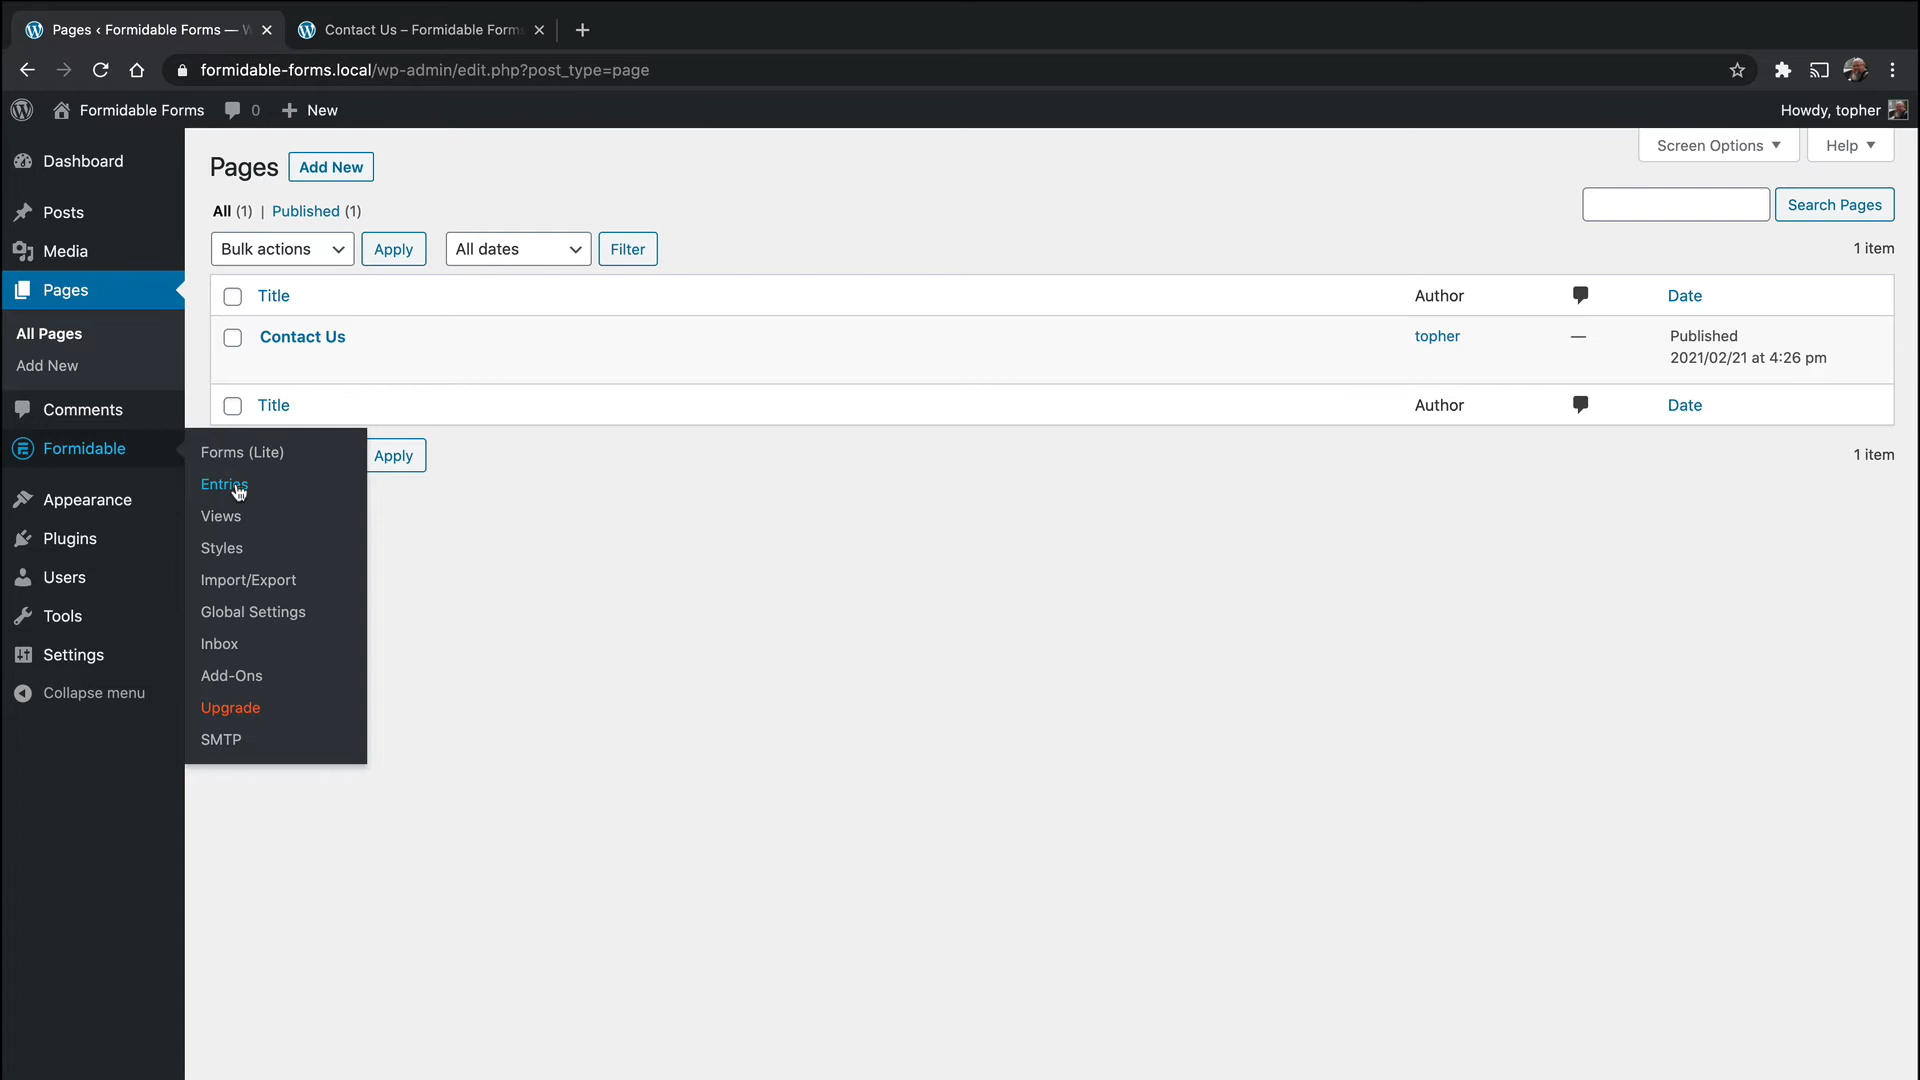 Pages ‹ Formidable Forms — W
Contact Us – Formidable Forms
formidable-forms.local/wp-admin/edit.php?post_type=page
Formidable Forms
0
New
Howdy, topher
Dashboard
Posts
Media
Pages
All Pages
Add New
Comments
Formidable
Appearance
Plugins
Users
Tools
Settings
Collapse menu
Forms (Lite)
Entries
Views
Styles
Import/Export
Global Settings
Inbox
Add-Ons
Upgrade
SMTP
Screen Options
Help
Pages
Add New
All (1) | Published (1)
Search Pages
Bulk actions
Apply
All dates
Filter
1 item
Title
Author
Date
Contact Us
topher
—
Published
2021/02/21 at 4:26 pm
Title
Author
Date
Apply
1 item